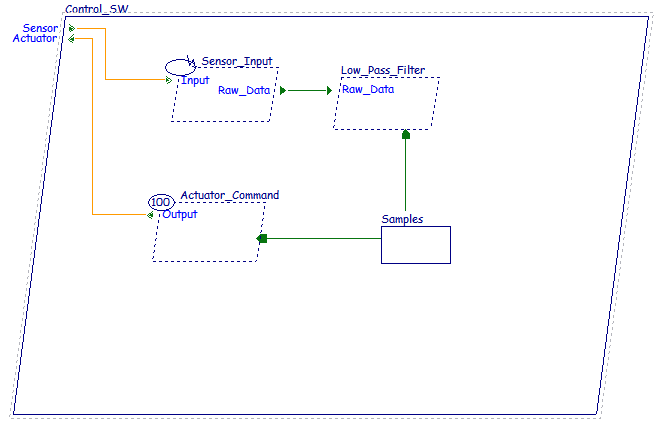 Control_SW
Sensor
Actuator
Sensor_Input
Input
Raw_Data
Low_Pass_Filter
Raw_Data
Actuator_Command
100
Output
Samples